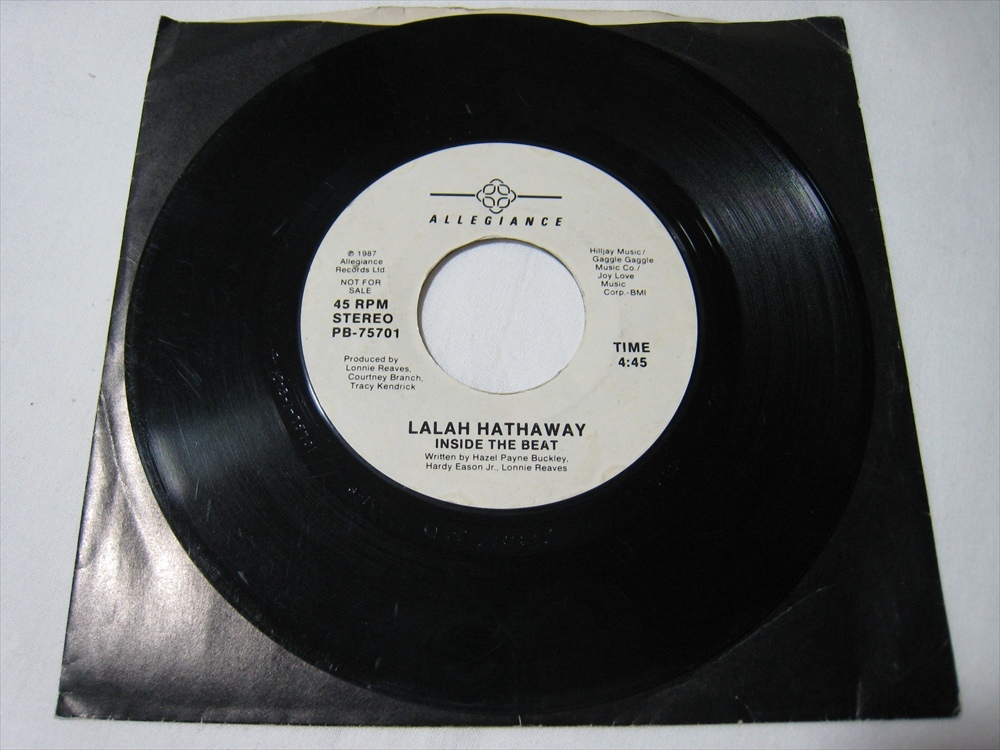 ALLEGIANCE
℗ 1987
Allegiance
Records Ltd.
NOT FOR
SALE
45 RPM
STEREO
PB-75701
Produced by
Lonnie Reaves,
Courtney Branch,
Tracy Kendrick
Hilljay Music/
Gaggle Gaggle
Music Co./
Joy Love
Music
Corp.-BMI
TIME
4:45
LALAH HATHAWAY
INSIDE THE BEAT
Written by Hazel Payne Buckley,
Hardy Eason Jr., Lonnie Reaves